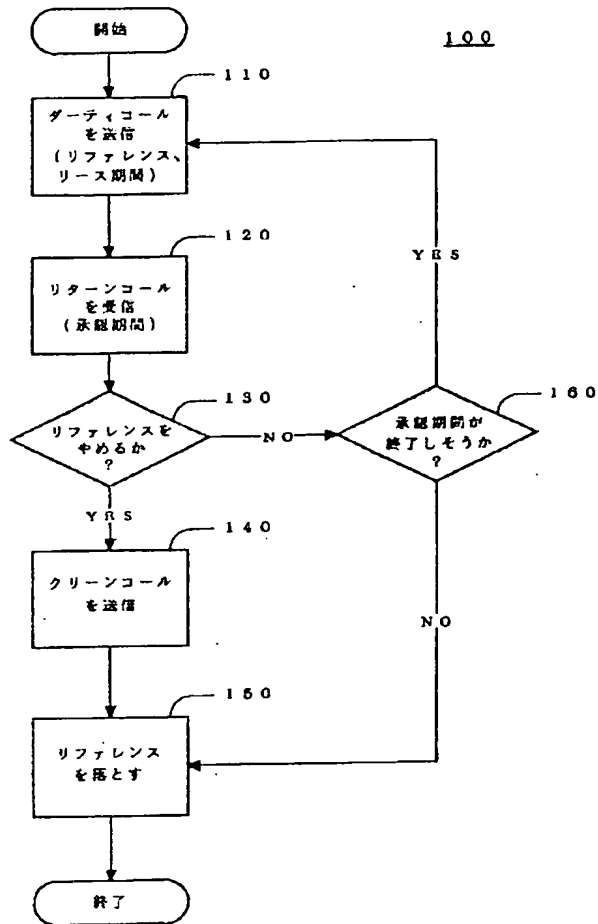 開始
100
110
ダーティコール
を送信
(リファレンス、
リース期間)
120
リターンコール
を受信
(承認期間)
130
リファレンスを
やめるか
?
NO
YES
160
承認期間が
終了しそうか
?
YES
NO
140
クリーンコール
を送信
150
リファレンス
を落とす
終了